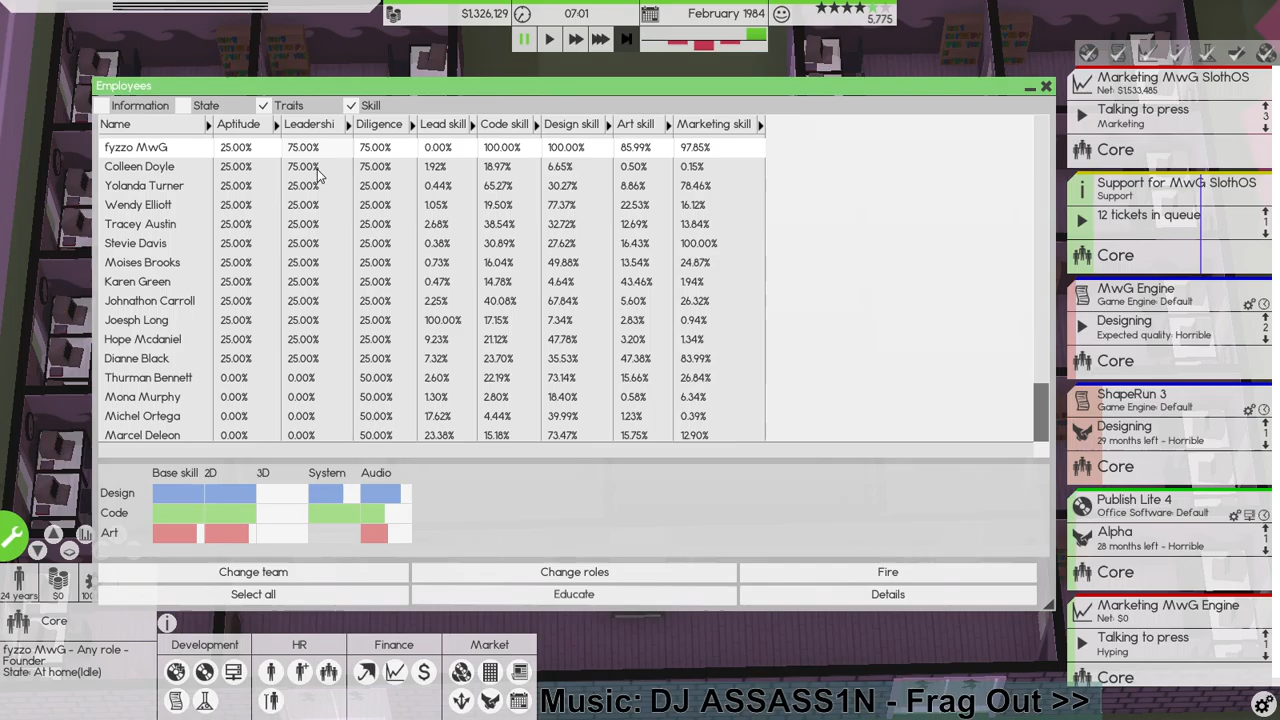 $1,326,129
07:01
February 1984
5,775
Employees
Information State Traits Skill
Name Aptitude Leadershi Diligence Lead skill Code skill Design skill Art skill Marketing skill
fyzzo MwG 25.00% 75.00% 75.00% 0.00% 100.00% 100.00% 85.99% 97.85%
Colleen Doyle 25.00% 75.00% 75.00% 1.92% 18.97% 6.65% 0.50% 0.15%
Yolanda Turner 25.00% 25.00% 25.00% 0.44% 65.27% 30.27% 8.86% 78.46%
Wendy Elliott 25.00% 25.00% 25.00% 1.05% 19.50% 77.37% 22.53% 16.12%
Tracey Austin 25.00% 25.00% 25.00% 2.68% 38.54% 32.72% 12.69% 13.84%
Stevie Davis 25.00% 25.00% 25.00% 0.38% 30.89% 27.62% 16.43% 100.00%
Moises Brooks 25.00% 25.00% 25.00% 0.73% 16.04% 49.88% 13.54% 24.87%
Karen Green 25.00% 25.00% 25.00% 0.47% 14.78% 4.64% 43.46% 1.94%
Johnathon Carroll 25.00% 25.00% 25.00% 2.25% 40.08% 67.84% 5.60% 26.32%
Joesph Long 25.00% 25.00% 25.00% 100.00% 17.15% 7.34% 2.83% 0.94%
Hope Mcdaniel 25.00% 25.00% 25.00% 1.23% 21.12% 47.78% 3.20% 1.34%
Dianne Black 25.00% 25.00% 25.00% 7.32% 23.70% 35.53% 47.38% 83.99%
Thurman Bennett 0.00% 0.00% 50.00% 2.60% 22.19% 73.14% 15.66% 26.84%
Mona Murphy 0.00% 0.00% 50.00% 1.30% 2.80% 18.40% 0.58% 6.34%
Michel Ortega 0.00% 0.00% 50.00% 17.62% 4.44% 39.99% 1.23% 0.39%
Marcel Deleon 0.00% 0.00% 50.00% 23.38% 15.18% 73.47% 15.75% 12.90%
Base skill 2D 3D System Audio
Design
Code
Art
Change team Change roles Fire
Select all Educate Details
Marketing MwG SlothOS
Net: $1,533,485
Talking to press
Marketing
3
Core
Support for MwG SlothOS
Support
12 tickets in queue
1
Core
MwG Engine
Game Engine: Default
Designing
Expected quality: Horrible
2
Core
ShapeRun 3
Game Engine: Default
Designing
29 months left - Horrible
1
Core
Publish Lite 4
Office Software: Default
Alpha
28 months left - Horrible
1
Core
Marketing MwG Engine
Net: $0
Talking to press
Hyping
1
Core
24 years $0
Core
fyzzo MwG - Any role -
Founder
State: At home(Idle)
Development HR Finance Market
Music: DJ ASSASS1N - Frag Out >>